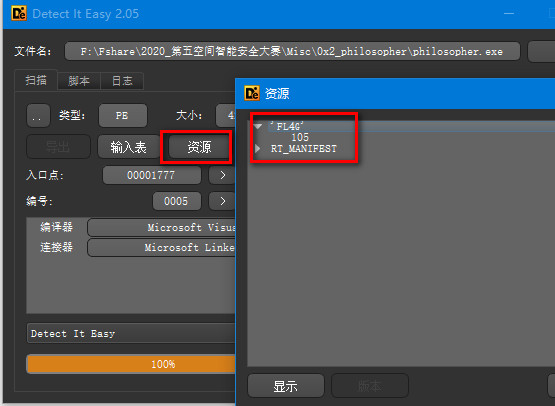 Detect It Easy 2.05
文件名: F:\Fshare\2020_第五空间智能安全大赛\Misc\0x2_philosopher\philosopher.exe
扫描 脚本 日志
.. 类型: PE 大小: 4
导出 输入表 资源
入口点: 00001777 >
编号: 0005 >
编译器 Microsoft Visua
连接器 Microsoft Linke
Detect It Easy
100%
资源
'FL4G'
105
RT_MANIFEST
显示 版本